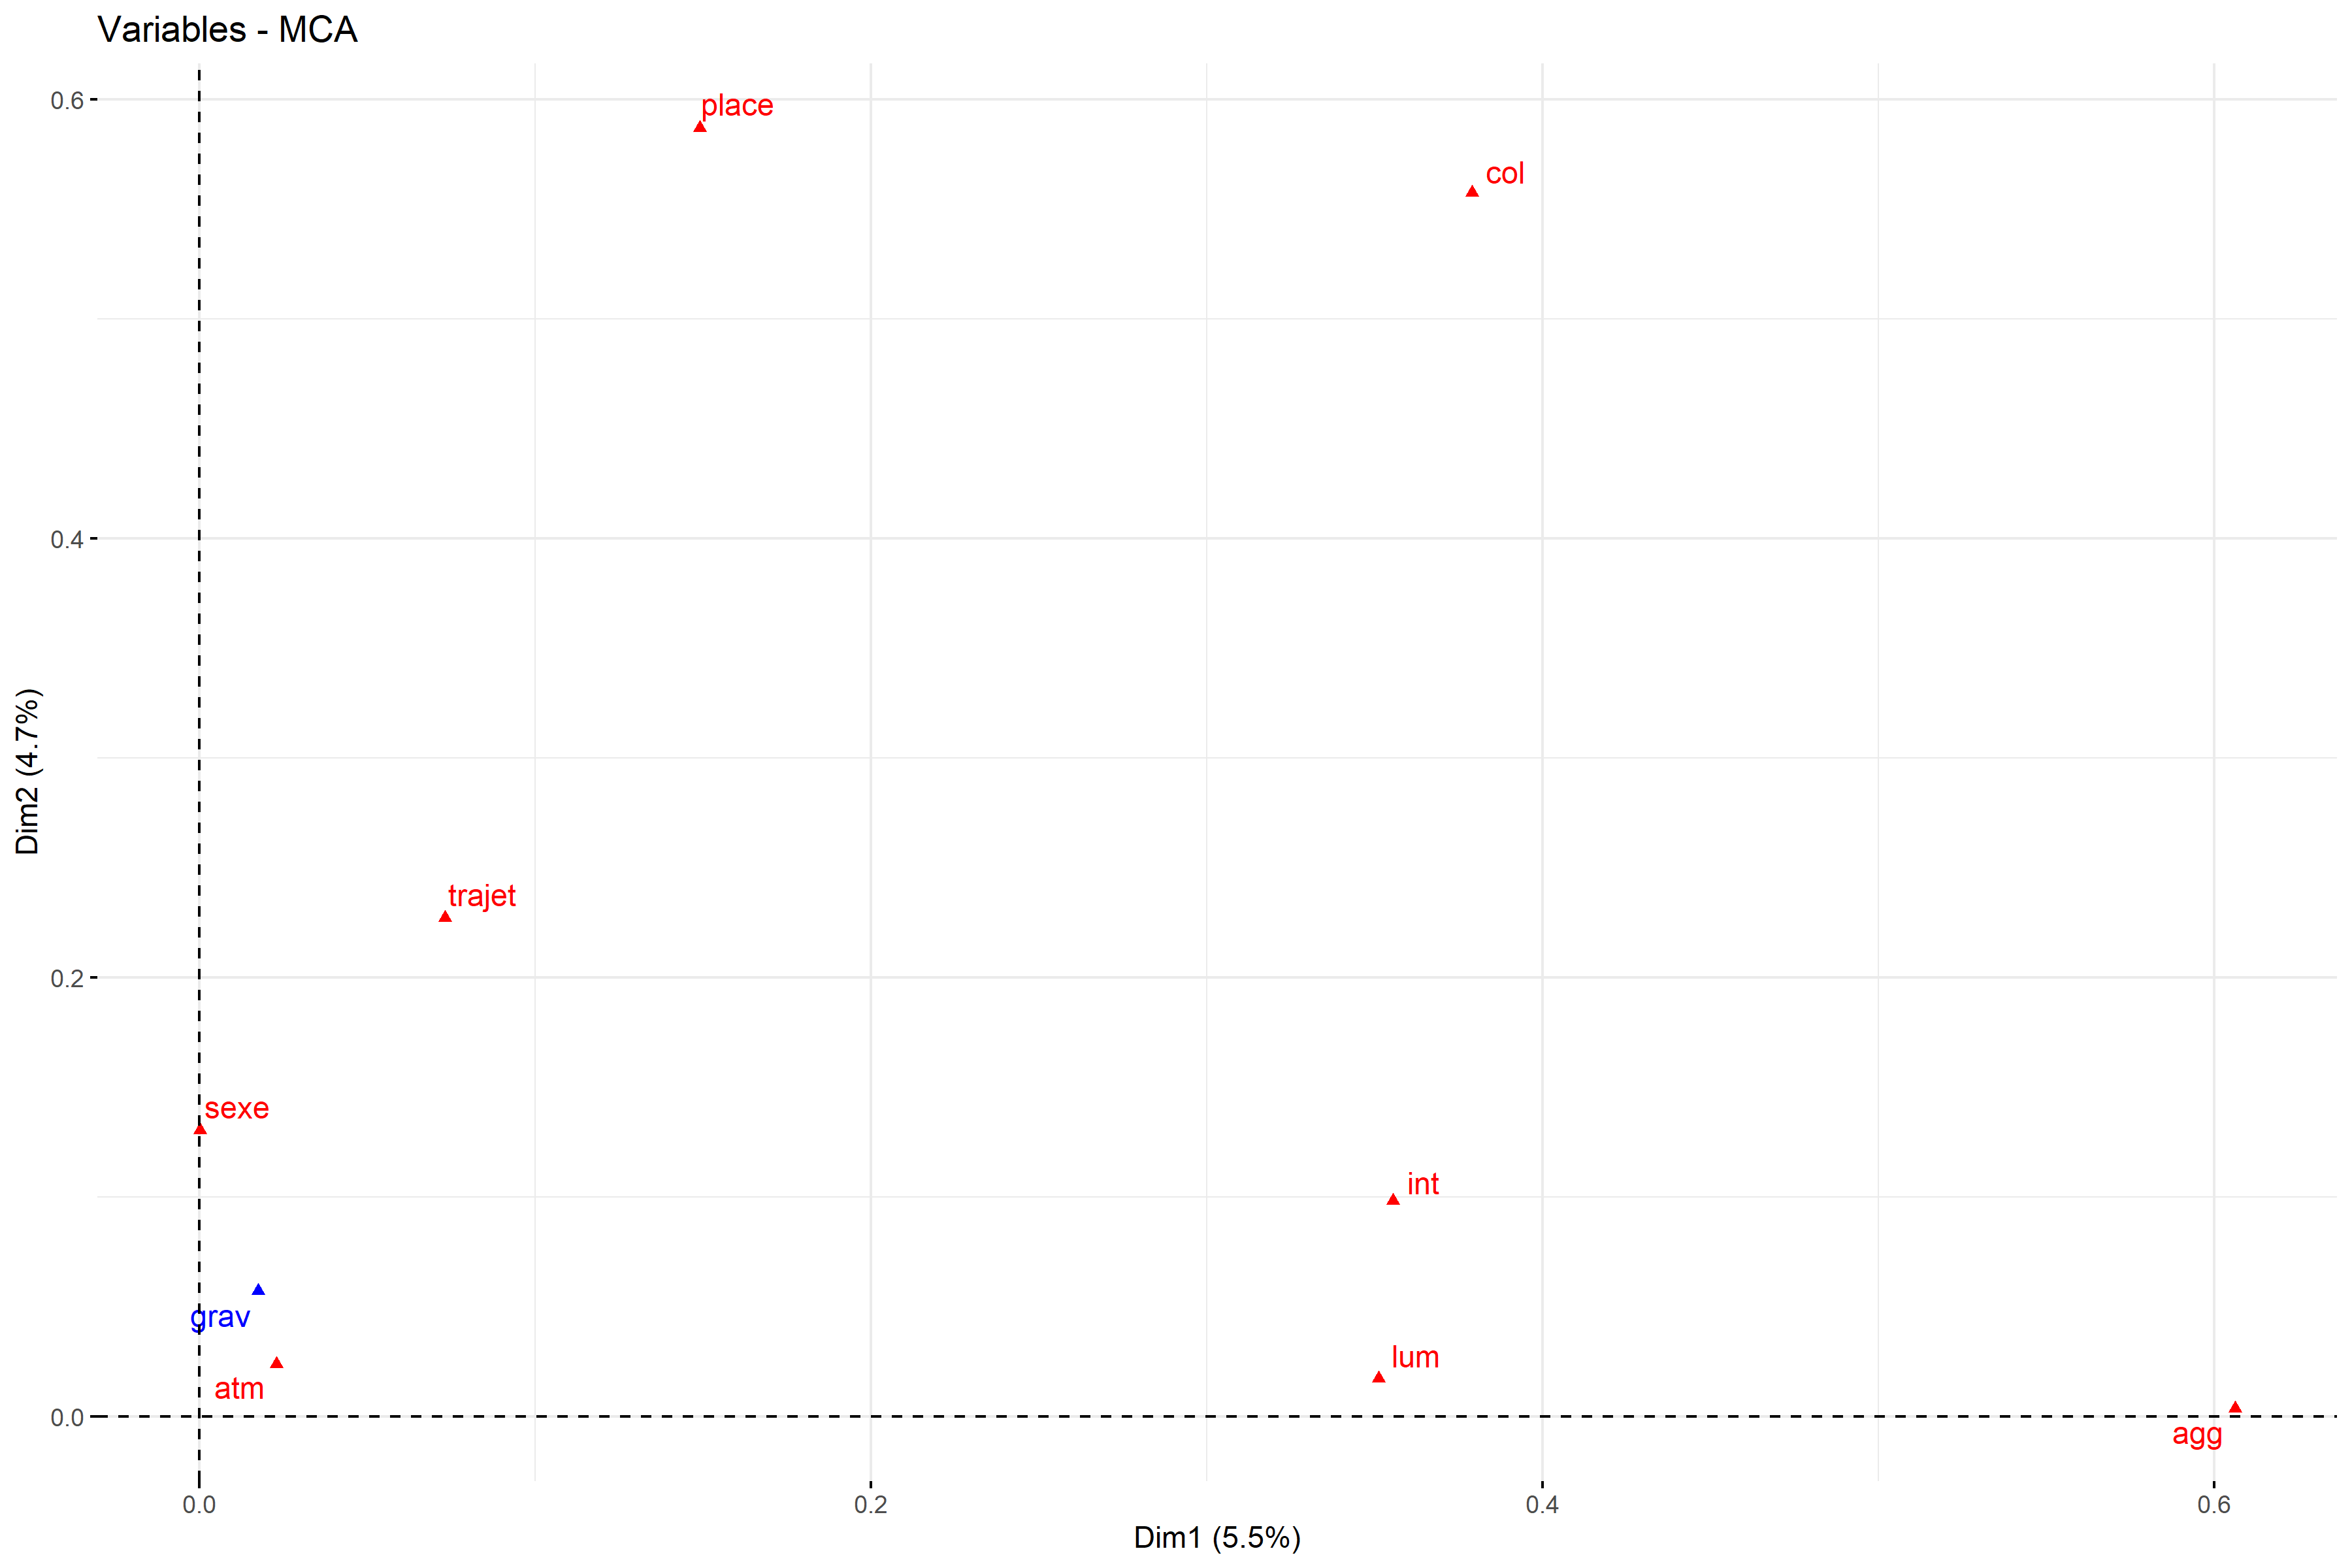 Variables - MCA
0.6
place
col
0.4
Dim2 (4.7%)
trajet
0.2
sexe
int
grav
lum
atm
0.0
agg
0.0
0.2
0.4
0.6
Dim1 (5.5%)